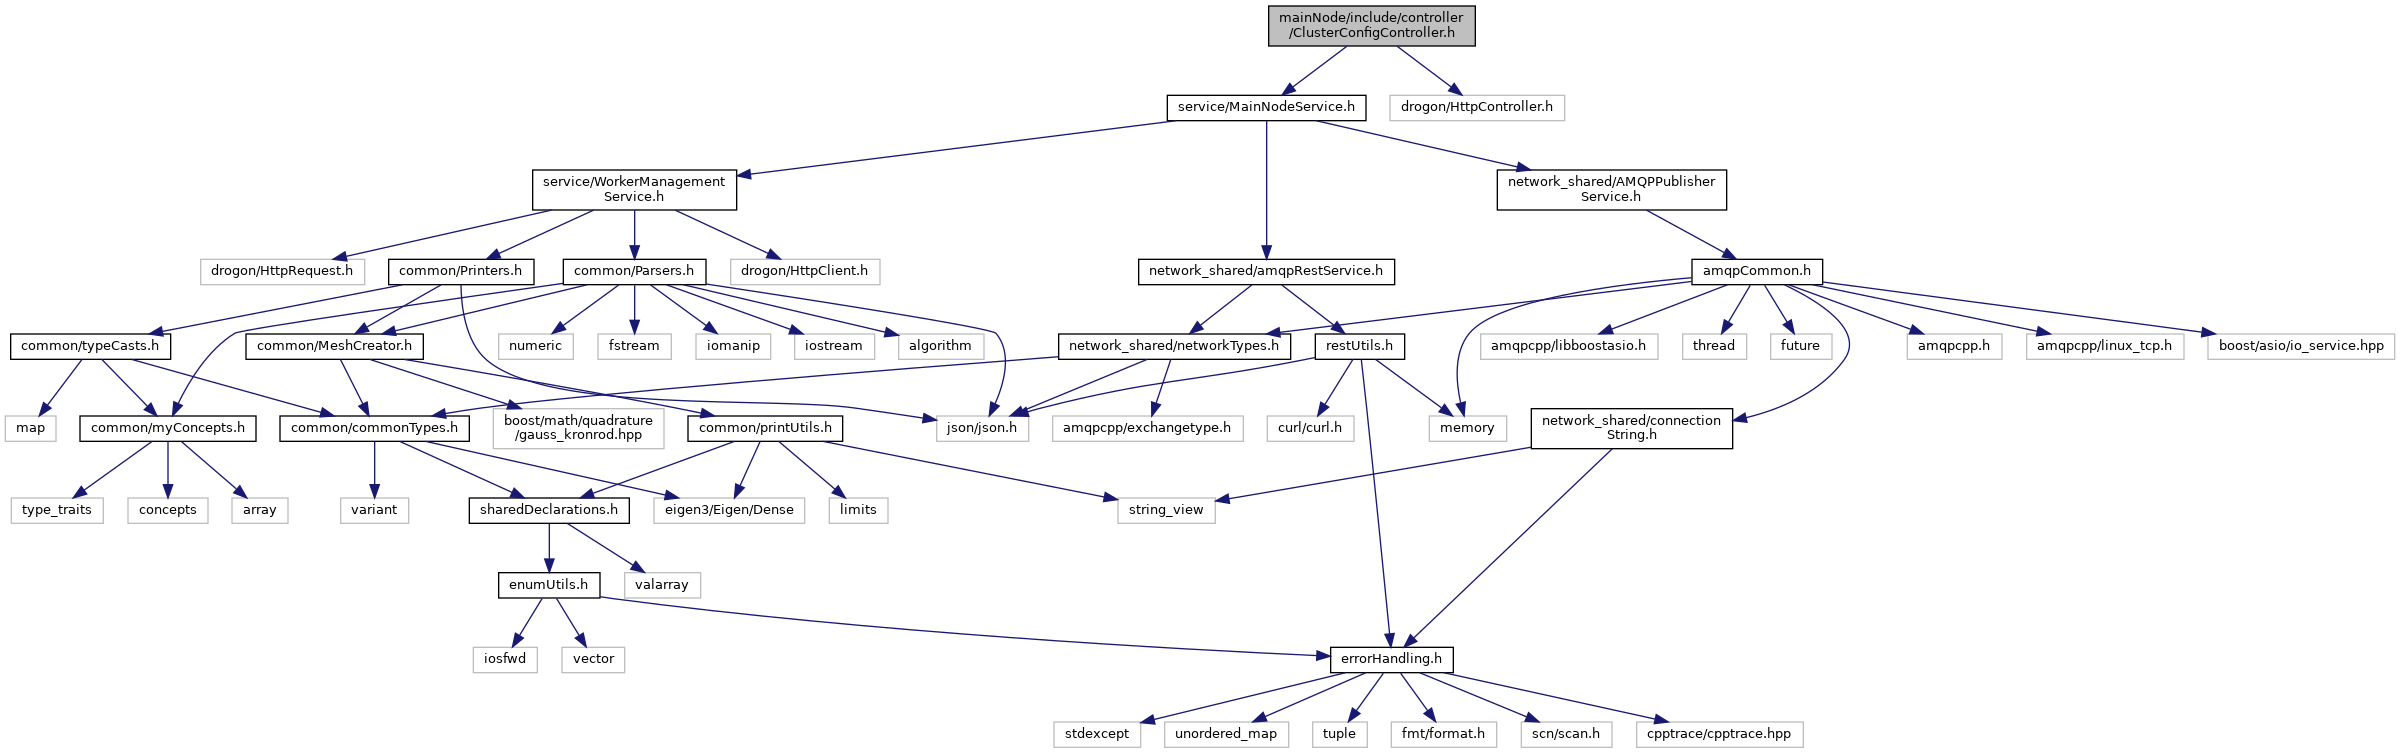 mainNode/include/controller
/ClusterConfigController.h
service/MainNodeService.h
drogon/HttpController.h
service/WorkerManagement
Service.h
network_shared/AMQPPublisher
Service.h
drogon/HttpRequest.h
common/Printers.h
common/Parsers.h
drogon/HttpClient.h
network_shared/amqpRestService.h
amqpCommon.h
common/typeCasts.h
common/MeshCreator.h
numeric
fstream
iomanip
iostream
algorithm
network_shared/networkTypes.h
restUtils.h
amqpcpp/libboostasio.h
thread
future
amqpcpp.h
amqpcpp/linux_tcp.h
boost/asio/io_service.hpp
map
common/myConcepts.h
common/commonTypes.h
boost/math/quadrature
/gauss_kronrod.hpp
common/printUtils.h
json/json.h
amqpcpp/exchangetype.h
curl/curl.h
memory
network_shared/connection
String.h
type_traits
concepts
array
variant
sharedDeclarations.h
eigen3/Eigen/Dense
limits
string_view
enumUtils.h
valarray
iosfwd
vector
errorHandling.h
stdexcept
unordered_map
tuple
fmt/format.h
scn/scan.h
cpptrace/cpptrace.hpp